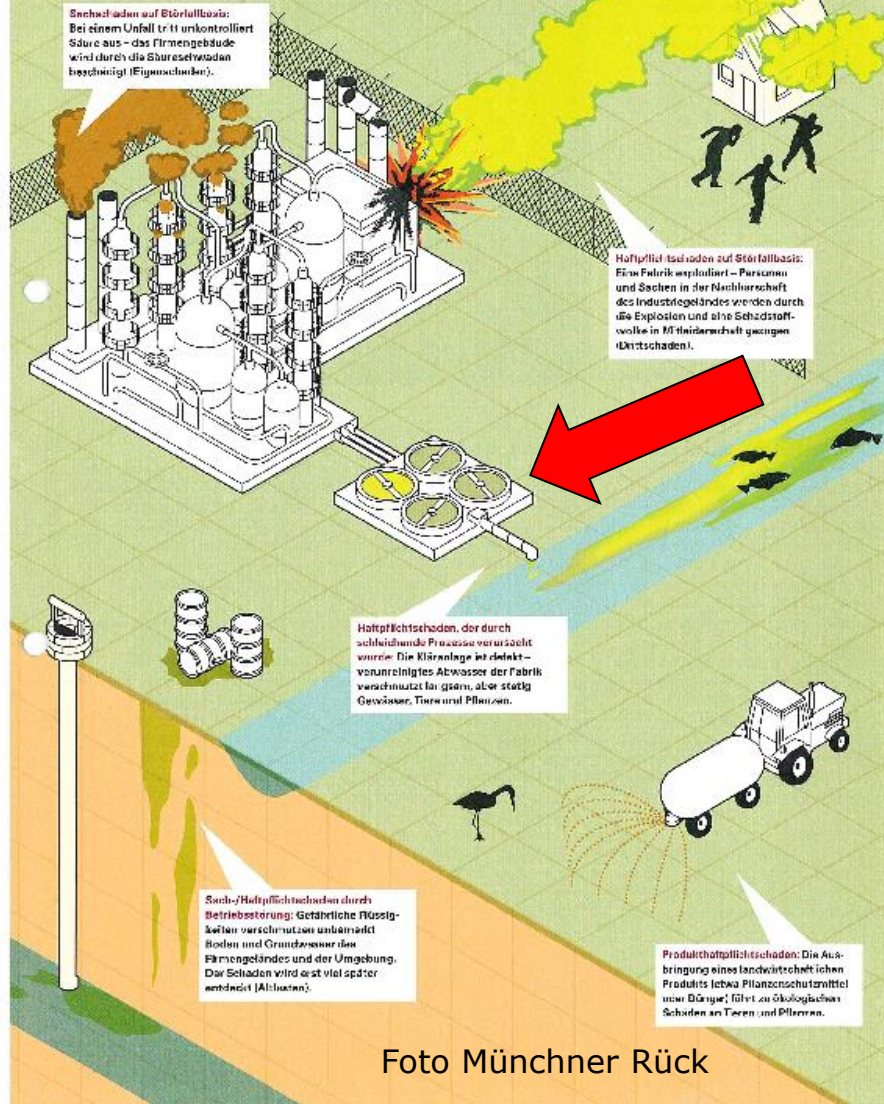 Sachschaden auf Störfallbasis:
Bei einem Unfall tritt unkontrolliert
Säure aus – das Firmengebäude
wird durch die Säureschwaden
beschädigt (Eigenschaden).
Haftpflichtschaden auf Störfallbasis:
Eine Fabrik explodiert – Personen
und Sachen in der Nachbarschaft
des Industriegeländes werden durch
die Explosion und eine Schadstoff-
wolke in Mitleidenschaft gezogen
(Drittschaden).
Haftpflichtschaden, der durch
schleichende Prozesse verursacht
wurde: Die Kläranlage ist defekt –
verunreinigtes Abwasser der Fabrik
verschmutzt langsam, aber stetig
Gewässer, Tiere und Pflanzen.
Sach-/Haftpflichtschaden durch
Betriebsstörung: Gefährliche Flüssig-
keiten verschmutzen unbemerkt
Boden und Grundwasser des
Firmengeländes und der Umgebung.
Der Schaden wird erst viel später
entdeckt (Altlasten).
Produkthaftpflichtschaden: Die Aus-
bringung eines landwirtschaftlichen
Produkts (etwa Pflanzenschutzmittel
oder Dünger) führt zu ökologischen
Schäden an Tieren und Pflanzen.
Foto Münchner Rück